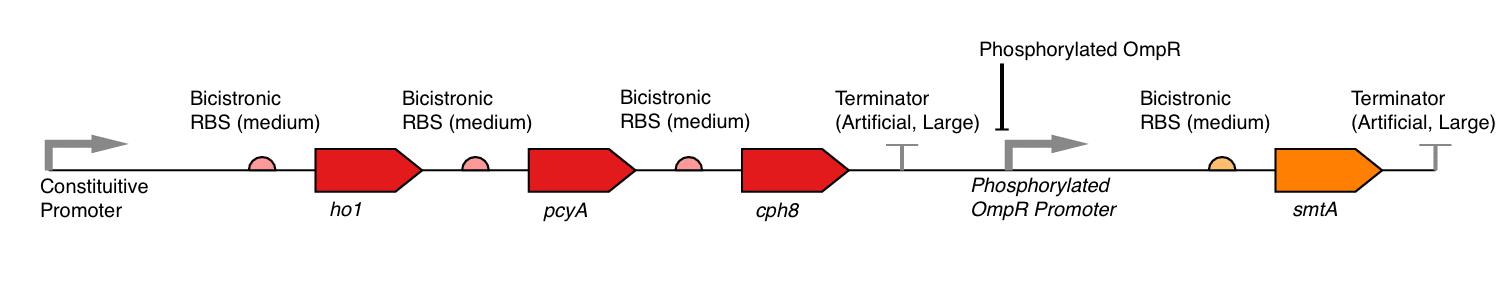 Phosphorylated OmpR
Bicistronic
RBS (medium)
Bicistronic
RBS (medium)
Bicistronic
RBS (medium)
Terminator
(Artificial, Large)
Bicistronic
RBS (medium)
Terminator
(Artificial, Large)
Constituitive
Promoter
ho1
pcyA
cph8
Phosphorylated
OmpR Promoter
smtA